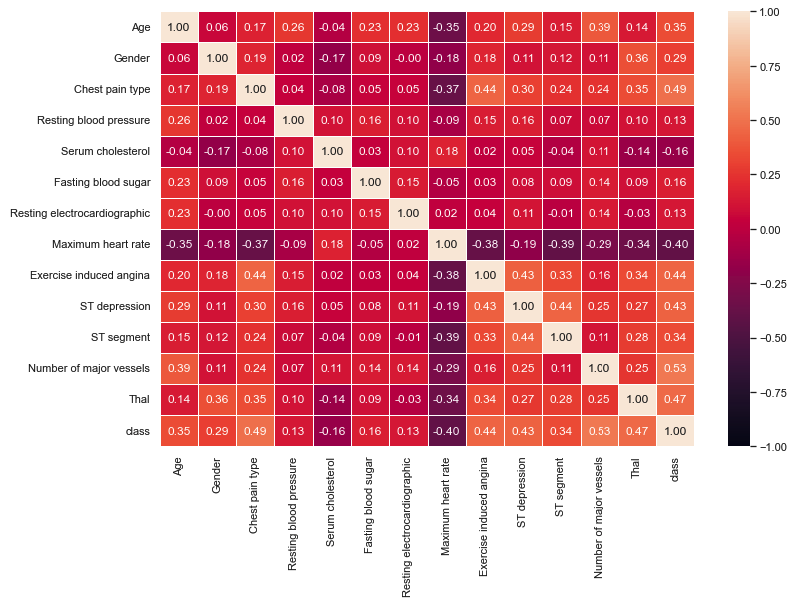 Age 1.00 0.06 0.17 0.26 -0.04 0.23 0.23 -0.35 0.20 0.29 0.15 0.39 0.14 0.35
Gender 0.06 1.00 0.19 0.02 -0.17 0.09 -0.00 -0.18 0.18 0.11 0.12 0.11 0.36 0.29
Chest pain type 0.17 0.19 1.00 0.04 -0.08 0.05 0.05 -0.37 0.44 0.30 0.24 0.24 0.35 0.49
Resting blood pressure 0.26 0.02 0.04 1.00 0.10 0.16 0.10 -0.09 0.15 0.16 0.07 0.07 0.10 0.13
Serum cholesterol -0.04 -0.17 -0.08 0.10 1.00 0.03 0.10 0.18 0.02 0.05 -0.04 0.11 -0.14 -0.16
Fasting blood sugar 0.23 0.09 0.05 0.16 0.03 1.00 0.15 -0.05 0.03 0.08 0.09 0.14 0.09 0.16
Resting electrocardiographic 0.23 -0.00 0.05 0.10 0.10 0.15 1.00 0.02 0.04 0.11 -0.01 0.14 -0.03 0.13
Maximum heart rate -0.35 -0.18 -0.37 -0.09 0.18 -0.05 0.02 1.00 -0.38 -0.19 -0.39 -0.29 -0.34 -0.40
Exercise induced angina 0.20 0.18 0.44 0.15 0.02 0.03 0.04 -0.38 1.00 0.43 0.33 0.16 0.34 0.44
ST depression 0.29 0.11 0.30 0.16 0.05 0.08 0.11 -0.19 0.43 1.00 0.44 0.25 0.27 0.43
ST segment 0.15 0.12 0.24 0.07 -0.04 0.09 -0.01 -0.39 0.33 0.44 1.00 0.11 0.28 0.34
Number of major vessels 0.39 0.11 0.24 0.07 0.11 0.14 0.14 -0.29 0.16 0.25 0.11 1.00 0.25 0.53
Thal 0.14 0.36 0.35 0.10 -0.14 0.09 -0.03 -0.34 0.34 0.27 0.28 0.25 1.00 0.47
class 0.35 0.29 0.49 0.13 -0.16 0.16 0.13 -0.40 0.44 0.43 0.34 0.53 0.47 1.00
Age
Gender
Chest pain type
Resting blood pressure
Serum cholesterol
Fasting blood sugar
Resting electrocardiographic
Maximum heart rate
Exercise induced angina
ST depression
ST segment
Number of major vessels
Thal
class
1.00
0.75
0.50
0.25
0.00
−0.25
−0.50
−0.75
−1.00